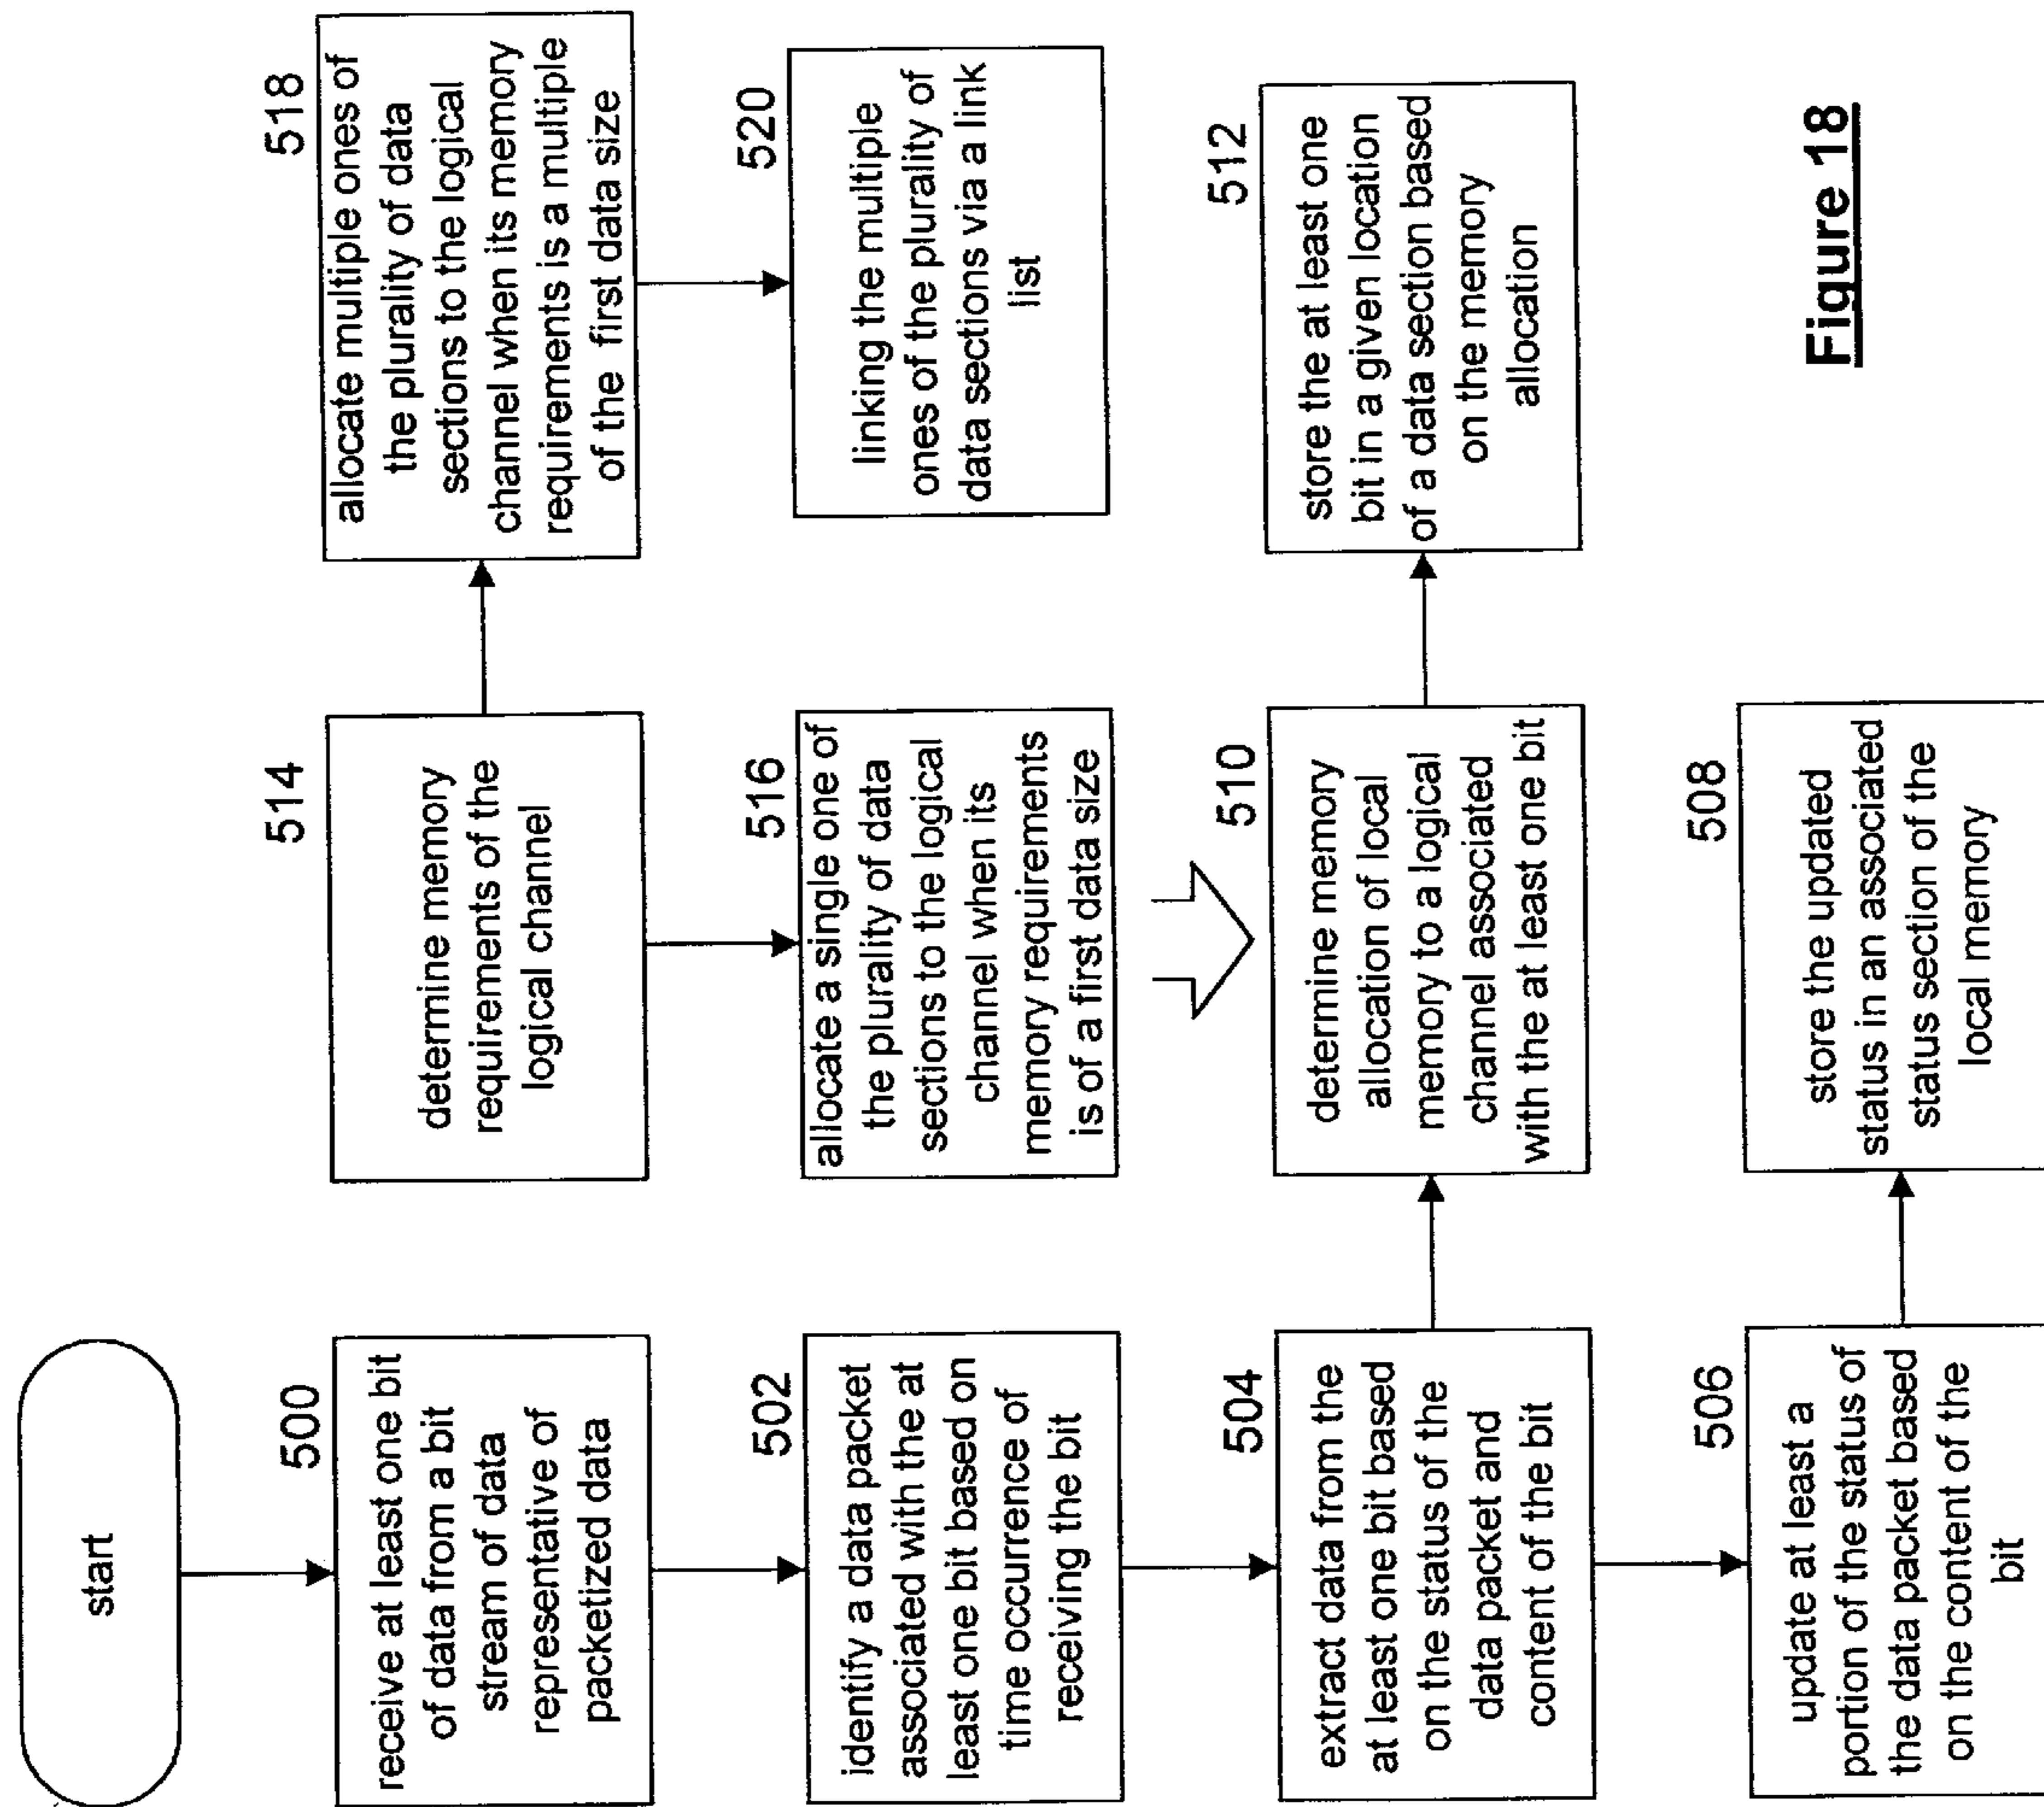 start
500
receive at least one bit
of data from a bit
stream of data
representative of
packetized data
502
identify a data packet
associated with the at
least one bit based on
time occurrence of
receiving the bit
504
extract data from the
at least one bit based
on the status of the
data packet and
content of the bit
506
update at least a
portion of the status of
the data packet based
on the content of the
bit
514
determine memory
requirements of the
logical channel
516
allocate a single one of
the plurality of data
sections to the logical
channel when its
memory requirements
is of a first data size
510
determine memory
allocation of local
memory to a logical
channel associated
with the at least one bit
508
store the updated
status in an associated
status section of the
local memory
518
allocate multiple ones of
the plurality of data
sections to the logical
channel when its memory
requirements is a multiple
of the first data size
520
linking the multiple
ones of the plurality of
data sections via a link
list
512
store the at least one
bit in a given location
of a data section based
on the memory
allocation
Figure 18